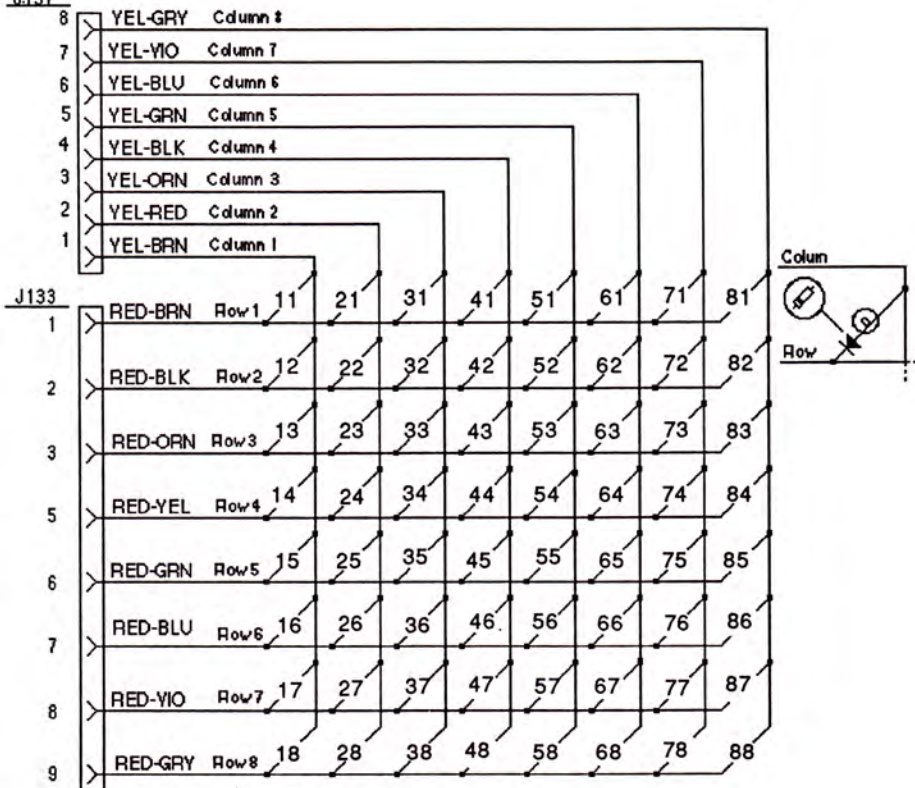 8 YEL-GRY Column 8
7 YEL-VIO Column 7
6 YEL-BLU Column 6
5 YEL-GRN Column 5
4 YEL-BLK Column 4
3 YEL-ORN Column 3
2 YEL-RED Column 2
1 YEL-BRN Column 1
Colum
Row
J133
1 RED-BRN Row 1 11 21 31 41 51 61 71 81
2 RED-BLK Row 2 12 22 32 42 52 62 72 82
3 RED-ORN Row 3 13 23 33 43 53 63 73 83
5 RED-YEL Row 4 14 24 34 44 54 64 74 84
6 RED-GRN Row 5 15 25 35 45 55 65 75 85
7 RED-BLU Row 6 16 26 36 46 56 66 76 86
8 RED-VIO Row 7 17 27 37 47 57 67 77 87
9 RED-GRY Row 8 18 28 38 48 58 68 78 88